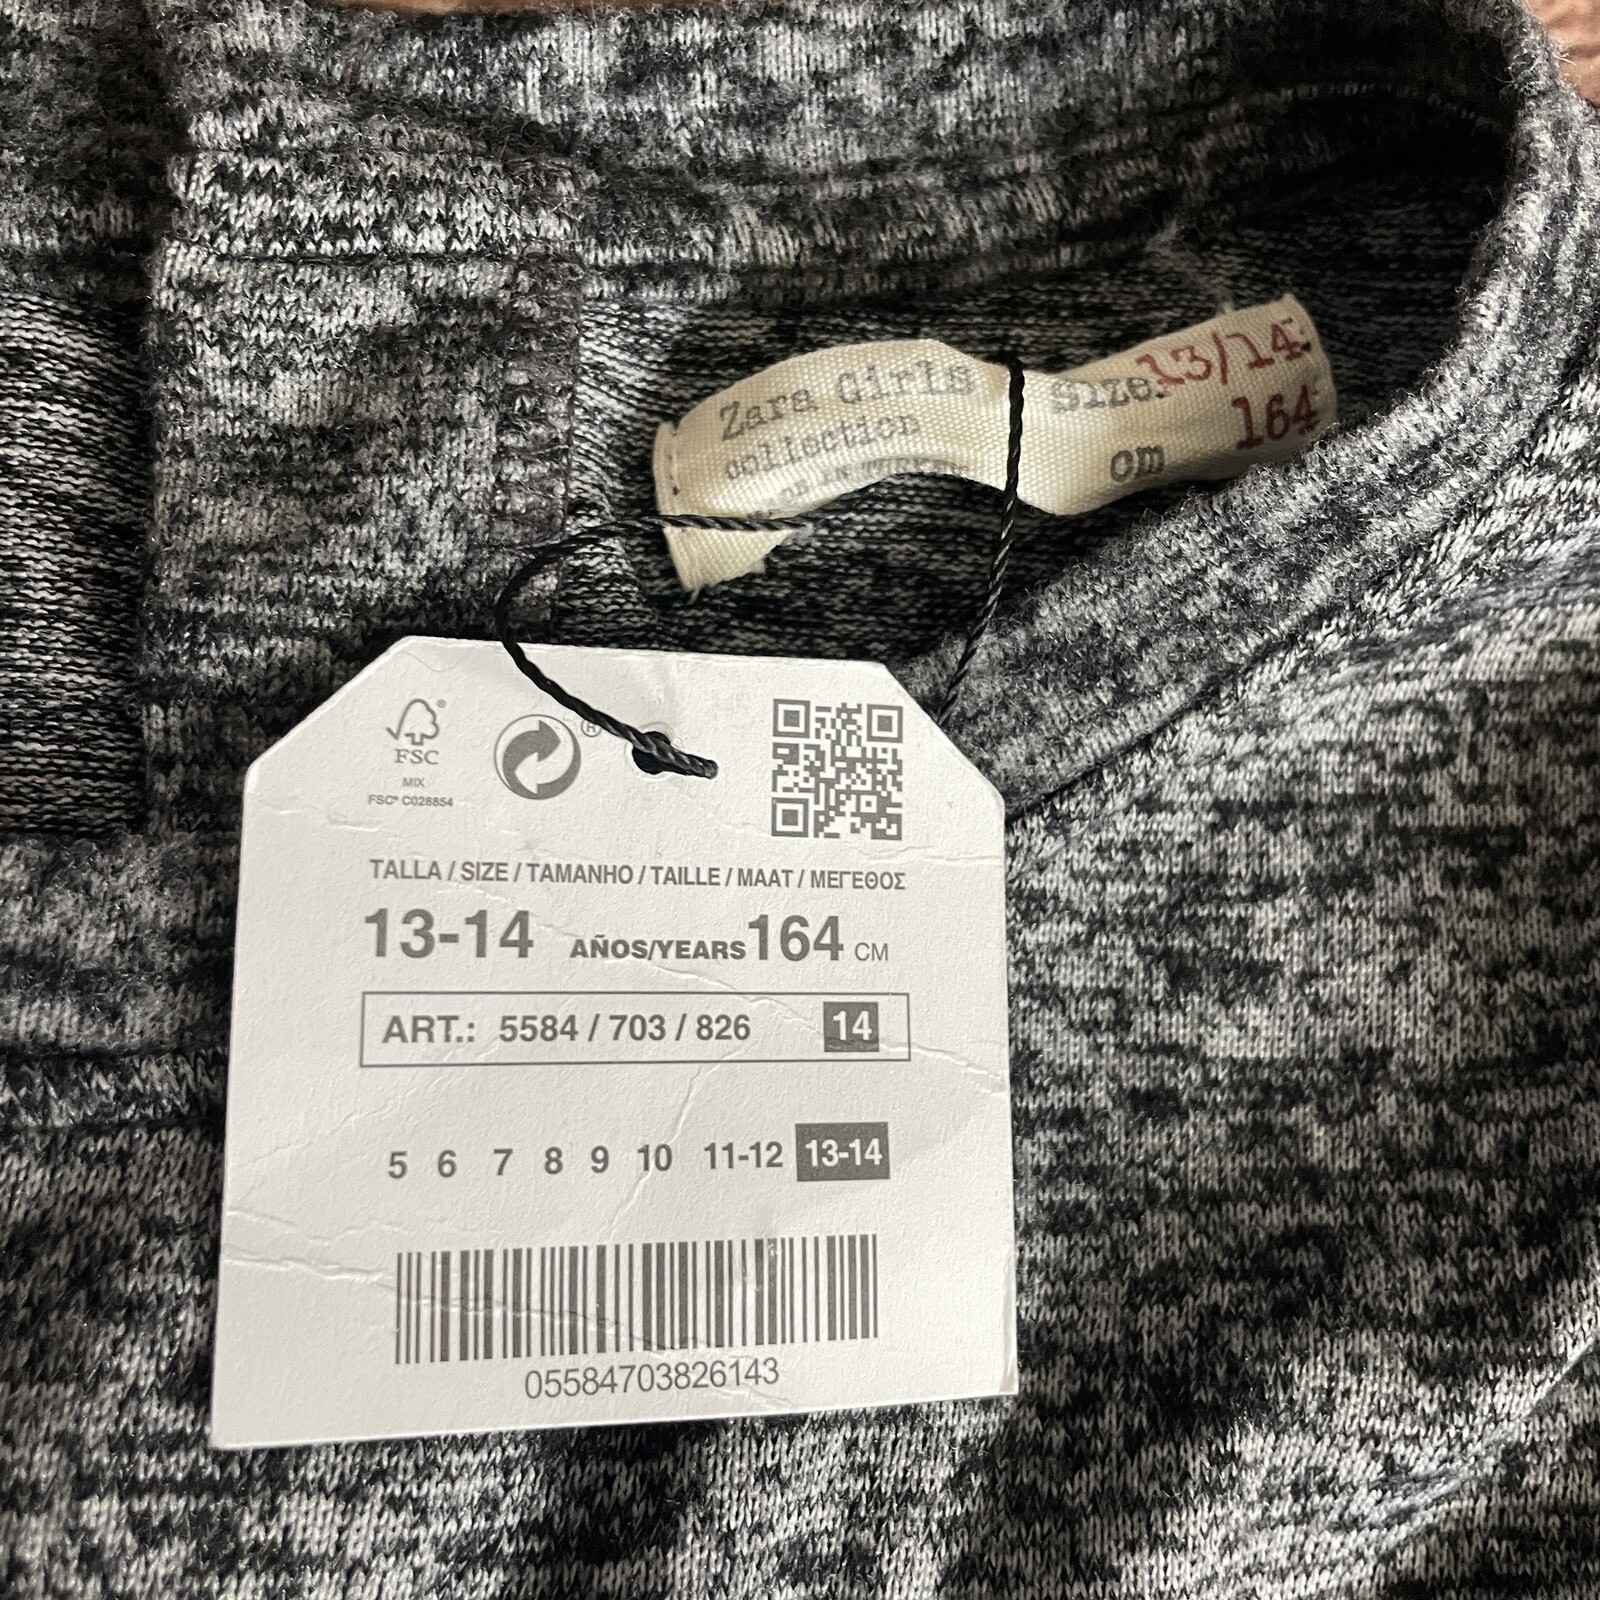 Zara Girls
collection
Size. 13/14
cm 164
FSC
MIX
FSC® C028854
®
TALLA / SIZE / TAMANHO / TAILLE / MAAT / ΜΕΓΕΘΟΣ
13-14 AÑOS/YEARS 164 CM
ART.: 5584 / 703 / 826 14
5 6 7 8 9 10 11-12 13-14
05584703826143